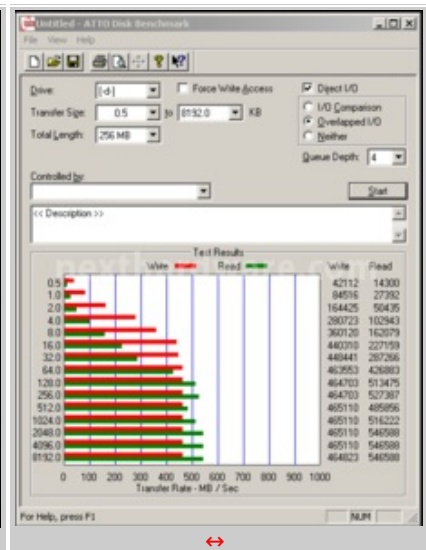 Untitled - ATTO Disk Benchmark
File View Help
Drive: [-d-] Force Write Access Direct I/O
Transfer Size: 0.5 to 8192.0 KB I/O Comparison
Overlapped I/O
Total Length: 256 MB Neither
Queue Depth: 4
Controlled by:
Start
<< Description >>
Test Results
Write Read Write Read
0.5 42112 14300
1.0 84516 27392
2.0 164425 50435
4.0 280723 102943
8.0 360120 162079
16.0 440310 227159
32.0 448441 287266
64.0 463553 426883
128.0 464703 513475
256.0 464703 527387
512.0 465110 485856
1024.0 465110 516222
2048.0 465110 546588
4096.0 465110 546588
8192.0 464823 546588
0 100 200 300 400 500 600 700 800 900 1000
Transfer Rate - MB / Sec
For Help, press F1 NUM